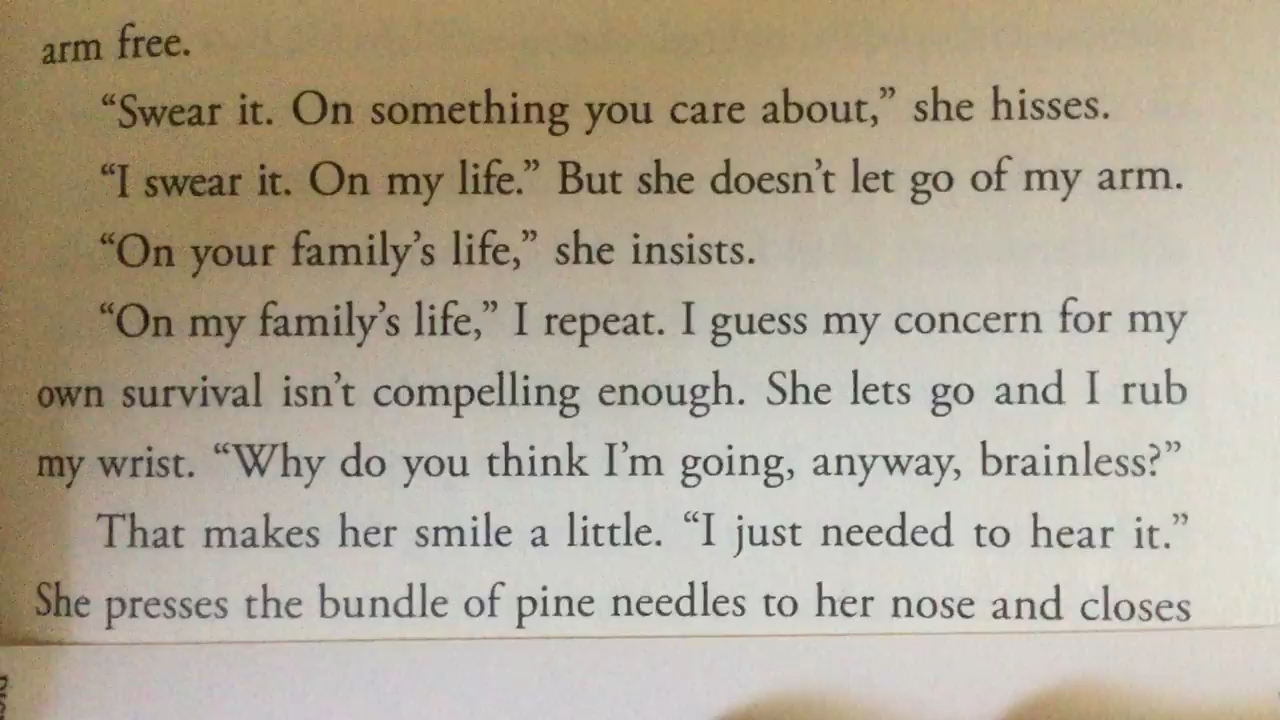 arm free.
“Swear it. On something you care about,” she hisses.
“I swear it. On my life.” But she doesn’t let go of my arm.
“On your family’s life,” she insists.
“On my family’s life,” I repeat. I guess my concern for my
own survival isn’t compelling enough. She lets go and I rub
my wrist. “Why do you think I’m going, anyway, brainless?”
That makes her smile a little. “I just needed to hear it.”
She presses the bundle of pine needles to her nose and closes